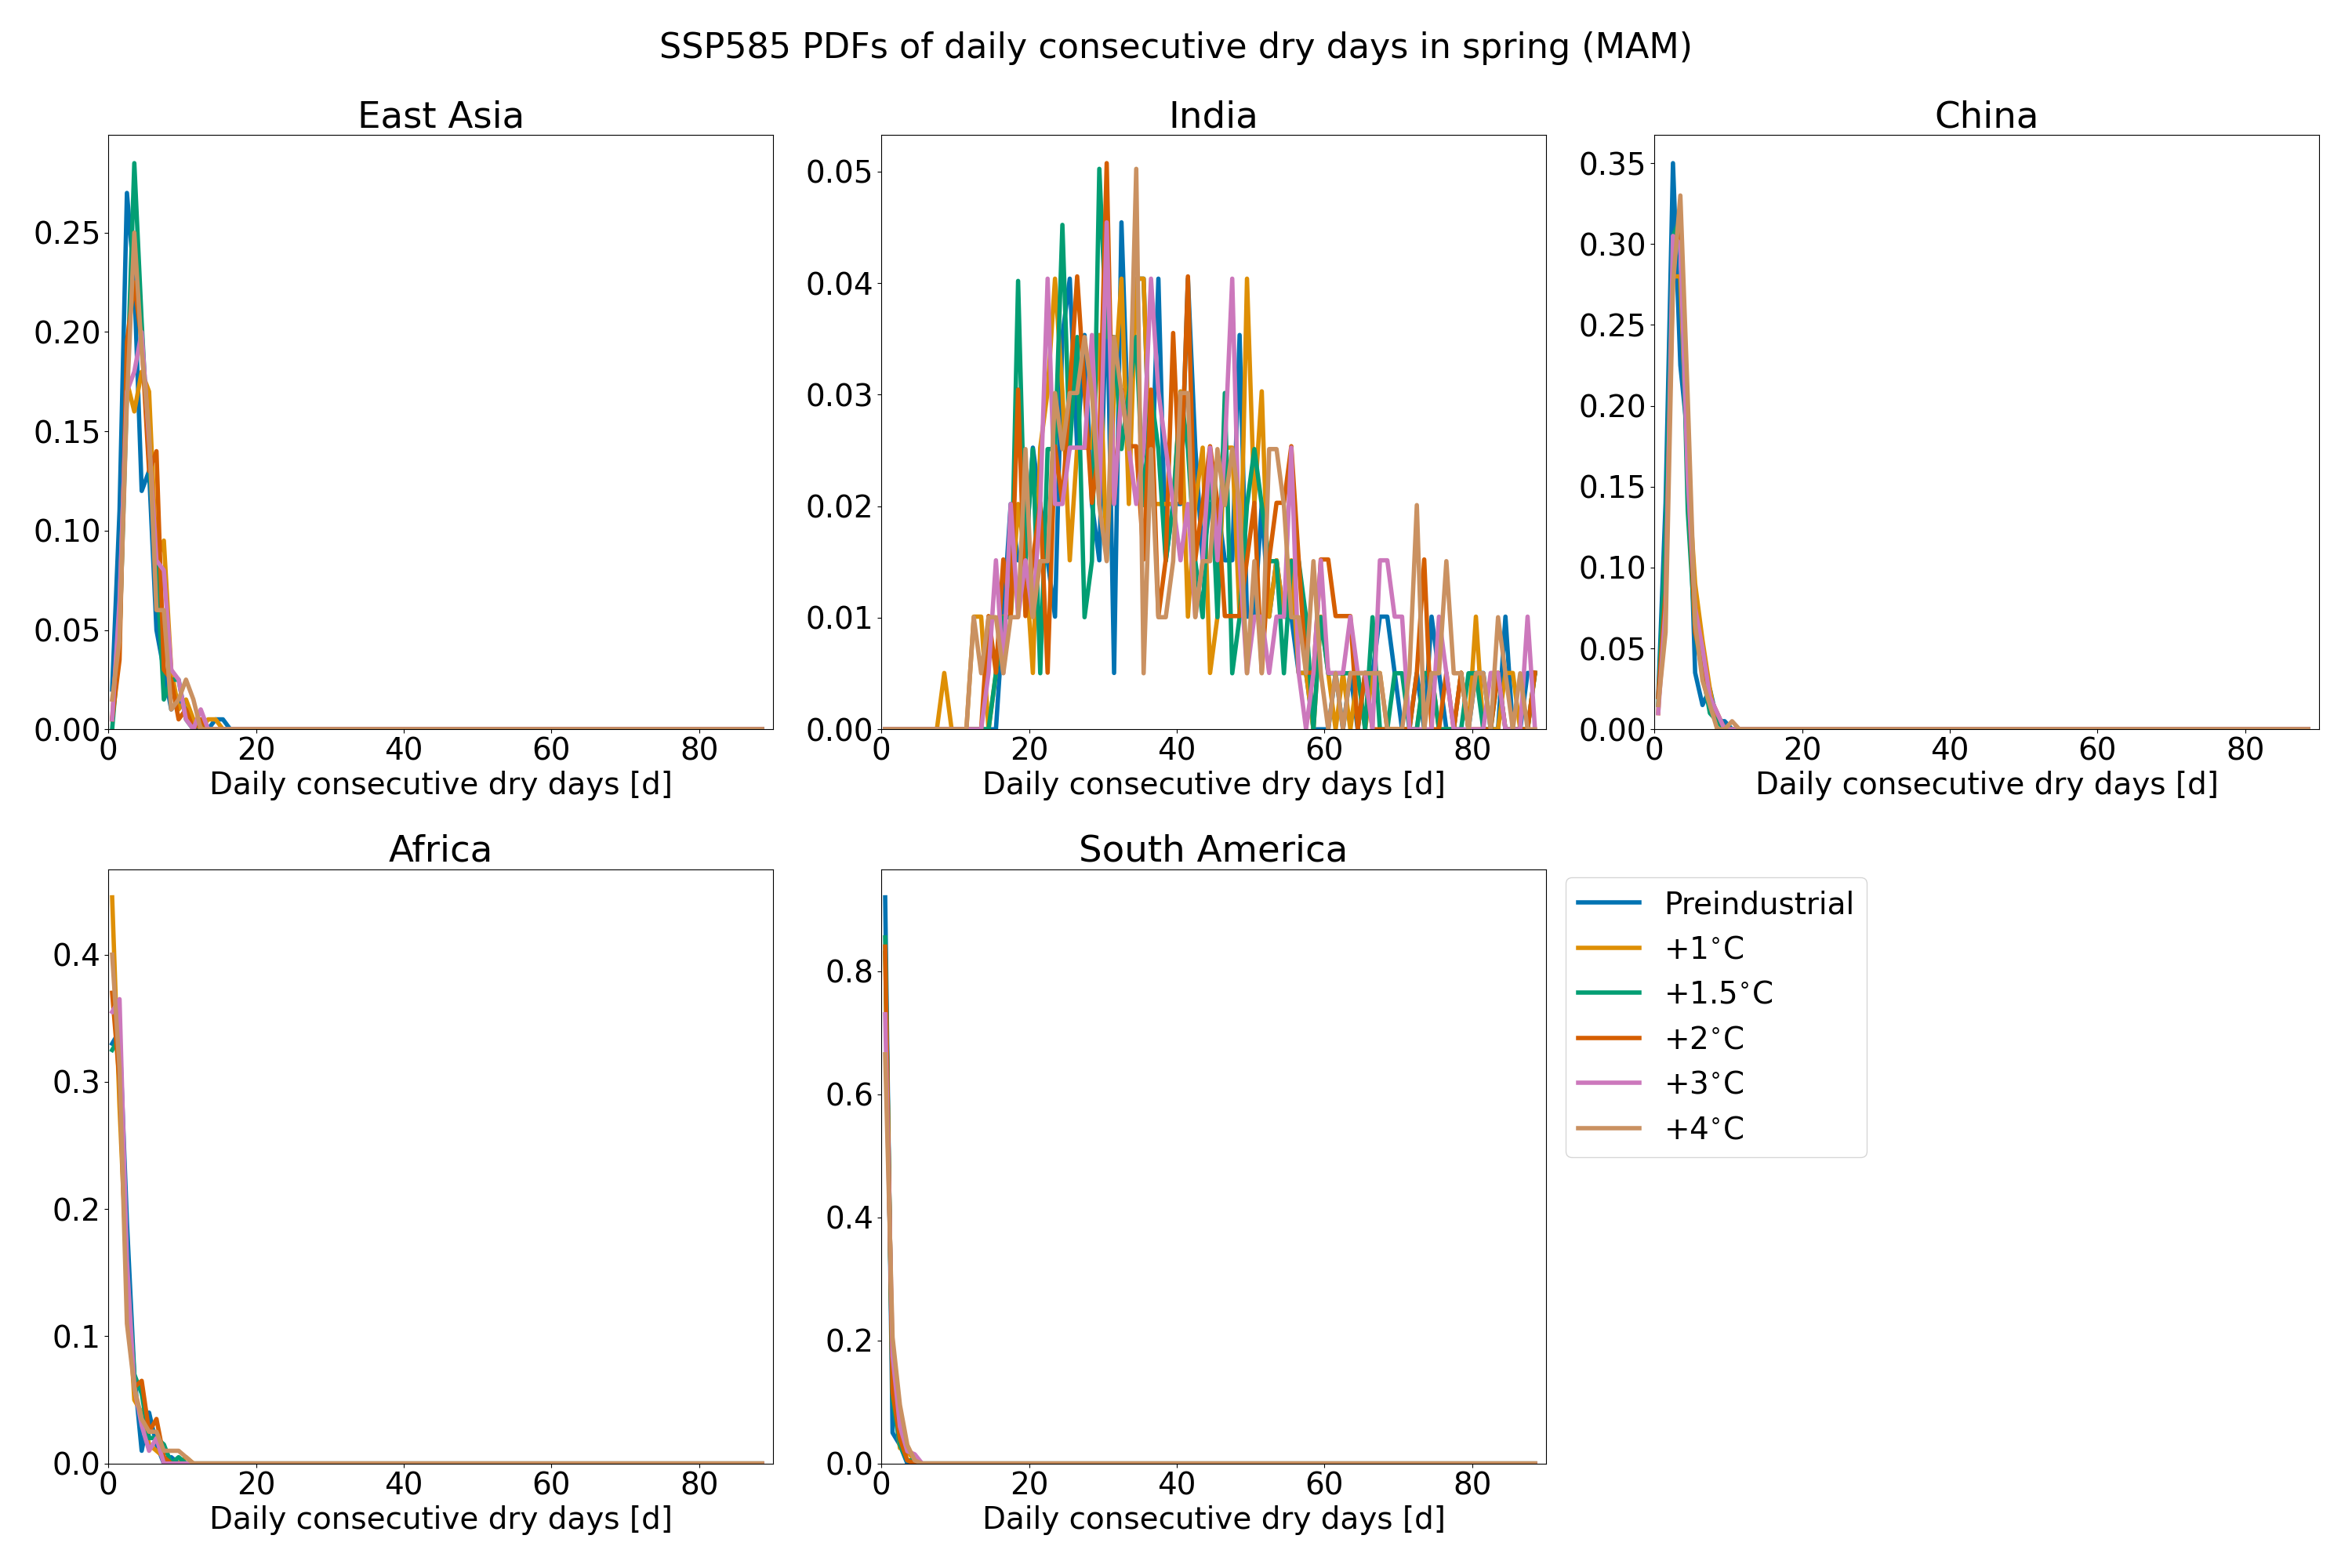 SSP585 PDFs of daily consecutive dry days in spring (MAM)
East Asia
0.25
0.20
0.15
0.10
0.05
0.00
0 20 40 60 80
Daily consecutive dry days [d]
India
0.05
0.04
0.03
0.02
0.01
0.00
0 20 40 60 80
Daily consecutive dry days [d]
China
0.35
0.30
0.25
0.20
0.15
0.10
0.05
0.00
0 20 40 60 80
Daily consecutive dry days [d]
Africa
0.4
0.3
0.2
0.1
0.0
0 20 40 60 80
Daily consecutive dry days [d]
South America
0.8
0.6
0.4
0.2
0.0
0 20 40 60 80
Daily consecutive dry days [d]
Preindustrial
+1°C
+1.5°C
+2°C
+3°C
+4°C